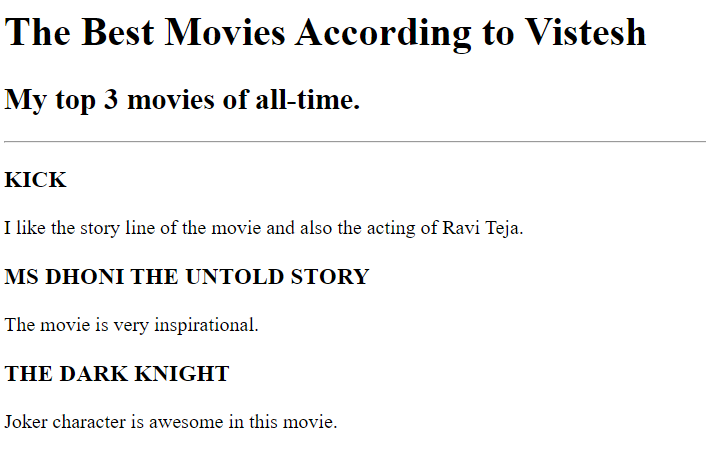 The Best Movies According to Vistesh
My top 3 movies of all-time.
KICK
I like the story line of the movie and also the acting of Ravi Teja.
MS DHONI THE UNTOLD STORY
The movie is very inspirational.
THE DARK KNIGHT
Joker character is awesome in this movie.